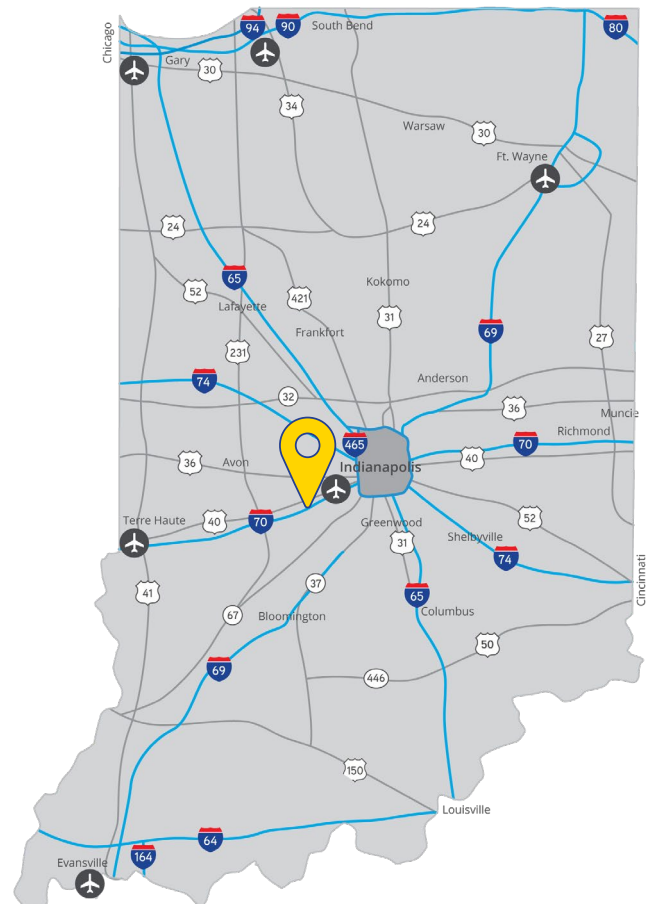 Chicago
94
90
South Bend
80
Gary
30
34
Warsaw
30
Ft. Wayne
24
24
65
52
Lafayette
421
Kokomo
31
Frankfort
69
27
231
74
32
Anderson
36
Muncie
465
70
Richmond
36
Avon
Indianapolis
40
Terre Haute
40
70
Greenwood
31
52
Shelbyville
74
Cincinnati
41
37
65
67
Bloomington
Columbus
50
69
446
150
Louisville
64
Evansville
164